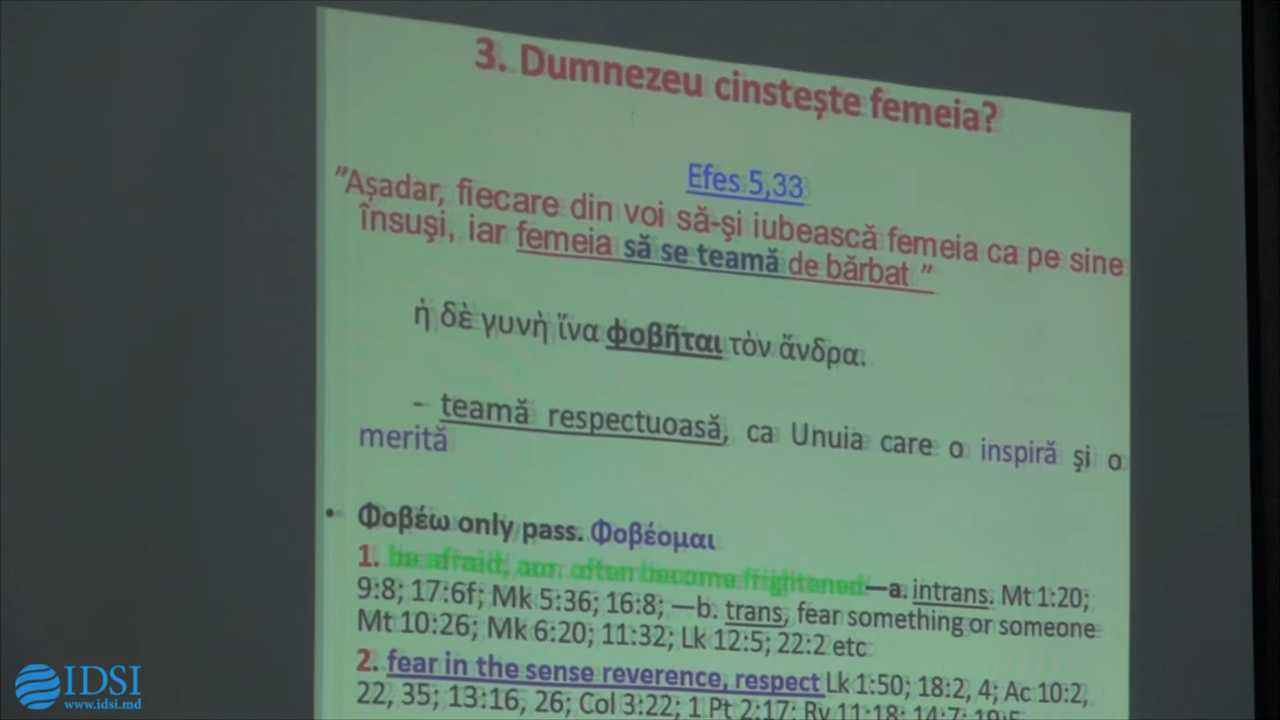 3. Dumnezeu cinstește femeia?
Efes 5,33
”Aşadar, fiecare din voi să-şi iubească femeia ca pe sine
însuşi, iar femeia să se teamă de bărbat ”
ἡ δὲ γυνὴ ἵνα φοβῆται τὸν ἄνδρα.
- teamă respectuoasă, ca Unuia care o inspiră şi o
merită
• Φοβέω only pass. Φοβέομαι
1. be afraid; aor. often become frightened—a. intrans. Mt 1:20;
9:8; 17:6f; Mk 5:36; 16:8; —b. trans, fear something or someone
Mt 10:26; Mk 6:20; 11:32; Lk 12:5; 22:2 etc
2. fear in the sense reverence, respect Lk 1:50; 18:2, 4; Ac 10:2,
22, 35; 13:16, 26; Col 3:22; 1 Pt 2:17; Rv 11:18; 14:7; 19:5
IDSI
www.idsi.md